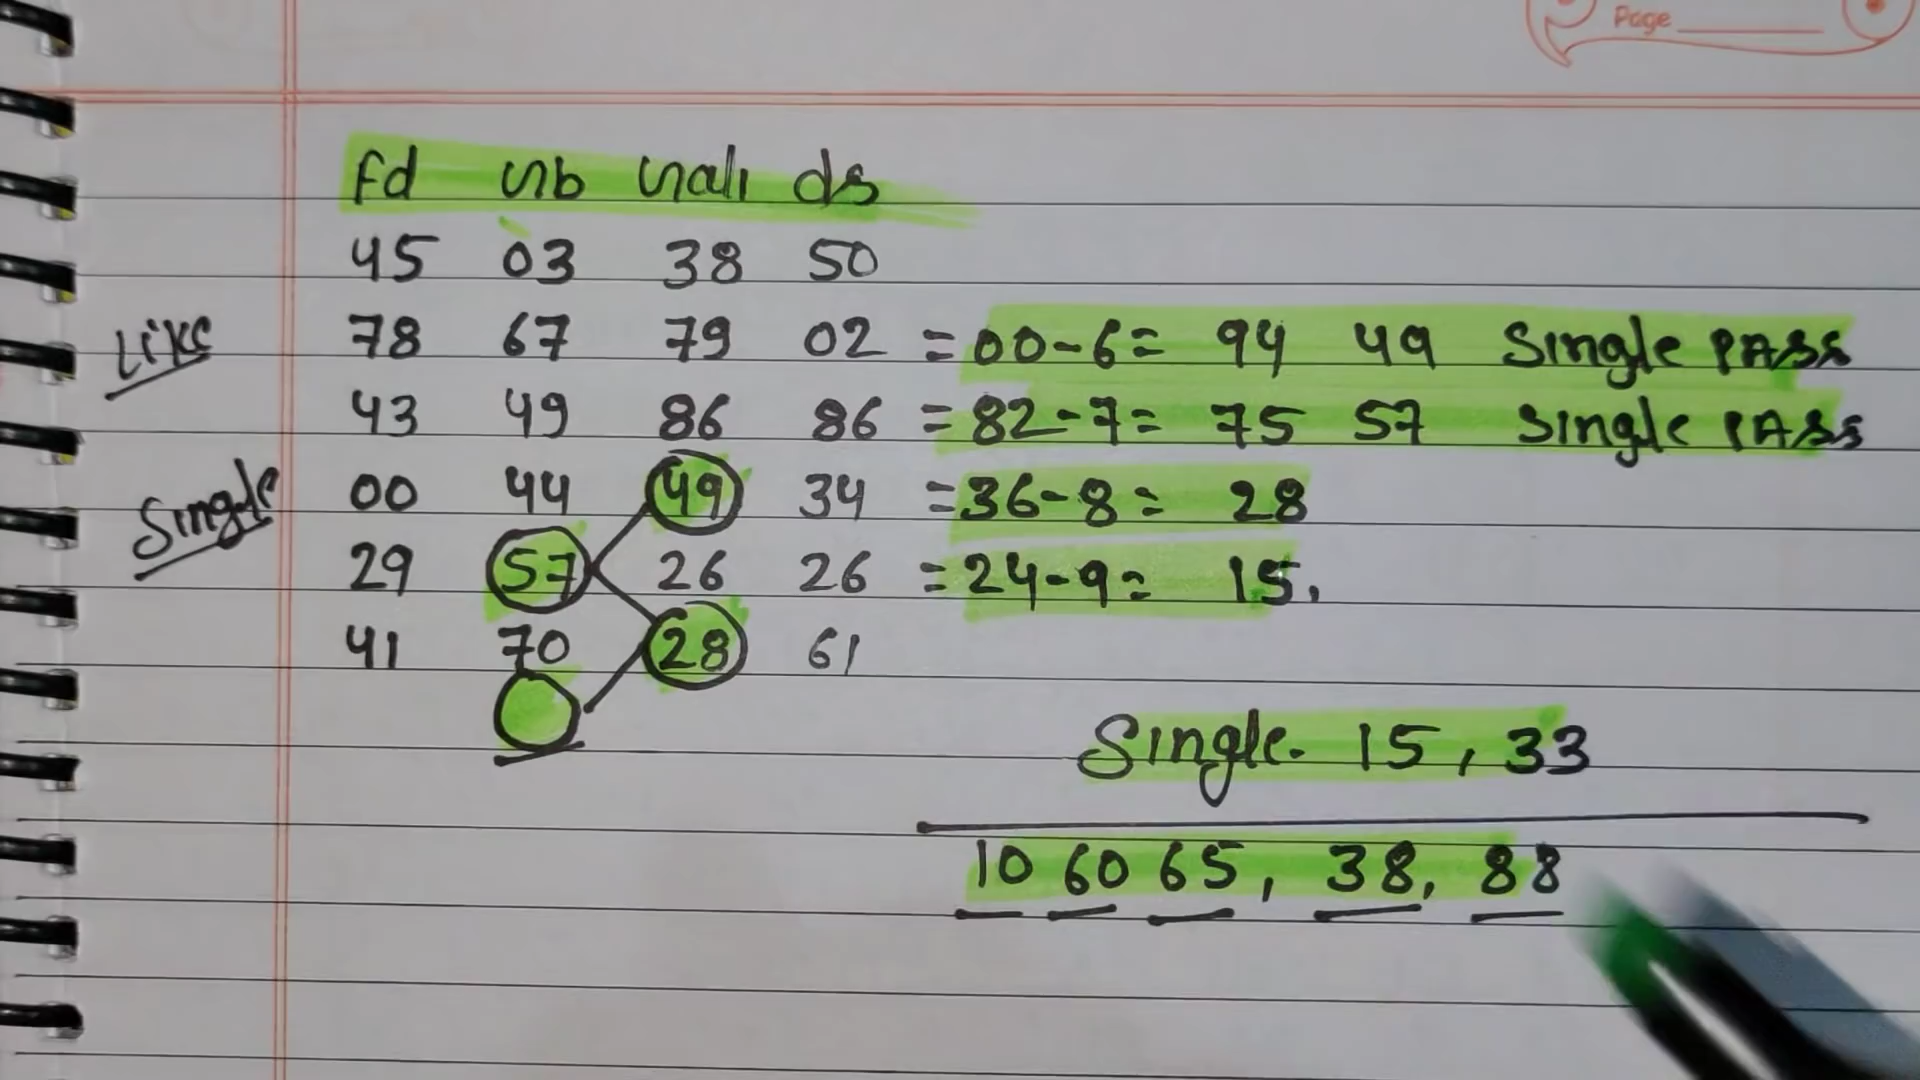 Page
Fd nb nali ds
45 03 38 50
Like
78 67 79 02 = 00-6= 94 49 Single PASS
43 49 86 86 = 82-7= 75 57 Single PASS
Single
00 44 49 34 =36-8= 28
29 57 26 26 =24-9= 15.
41 70 28 61
Single. 15, 33
10 60 65, 38, 88